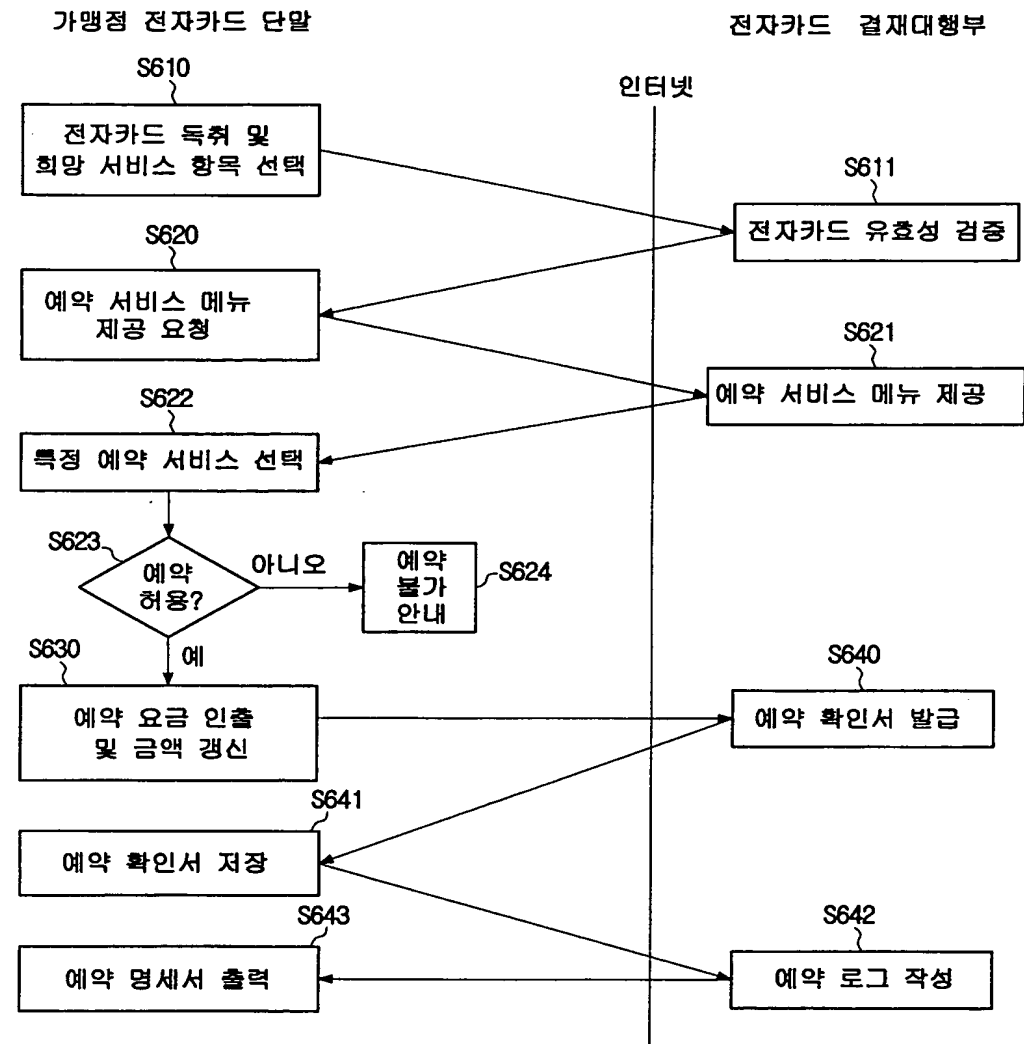 가맹점 전자카드 단말
전자카드 결재대행부
인터넷
S610
전자카드 독취 및
희망 서비스 항목 선택
S611
전자카드 유효성 검증
S620
예약 서비스 메뉴
제공 요청
S621
예약 서비스 메뉴 제공
S622
특정 예약 서비스 선택
S623
예약
허용?
아니오
예약
불가
안내
S624
예
S630
예약 요금 인출
및 금액 갱신
S640
예약 확인서 발급
S641
예약 확인서 저장
S642
예약 로그 작성
S643
예약 명세서 출력